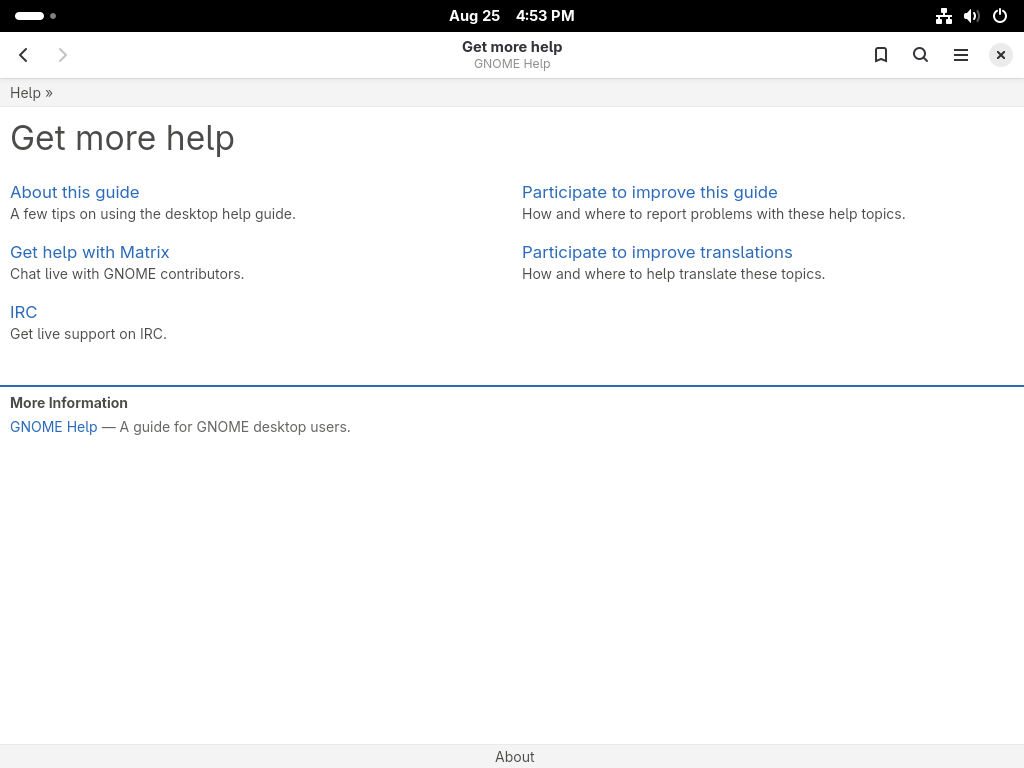 Aug 25 4:53 PM
Get more help
GNOME Help
Help »
Get more help
About this guide
A few tips on using the desktop help guide.
Get help with Matrix
Chat live with GNOME contributors.
IRC
Get live support on IRC.
Participate to improve this guide
How and where to report problems with these help topics.
Participate to improve translations
How and where to help translate these topics.
More Information
GNOME Help — A guide for GNOME desktop users.
About